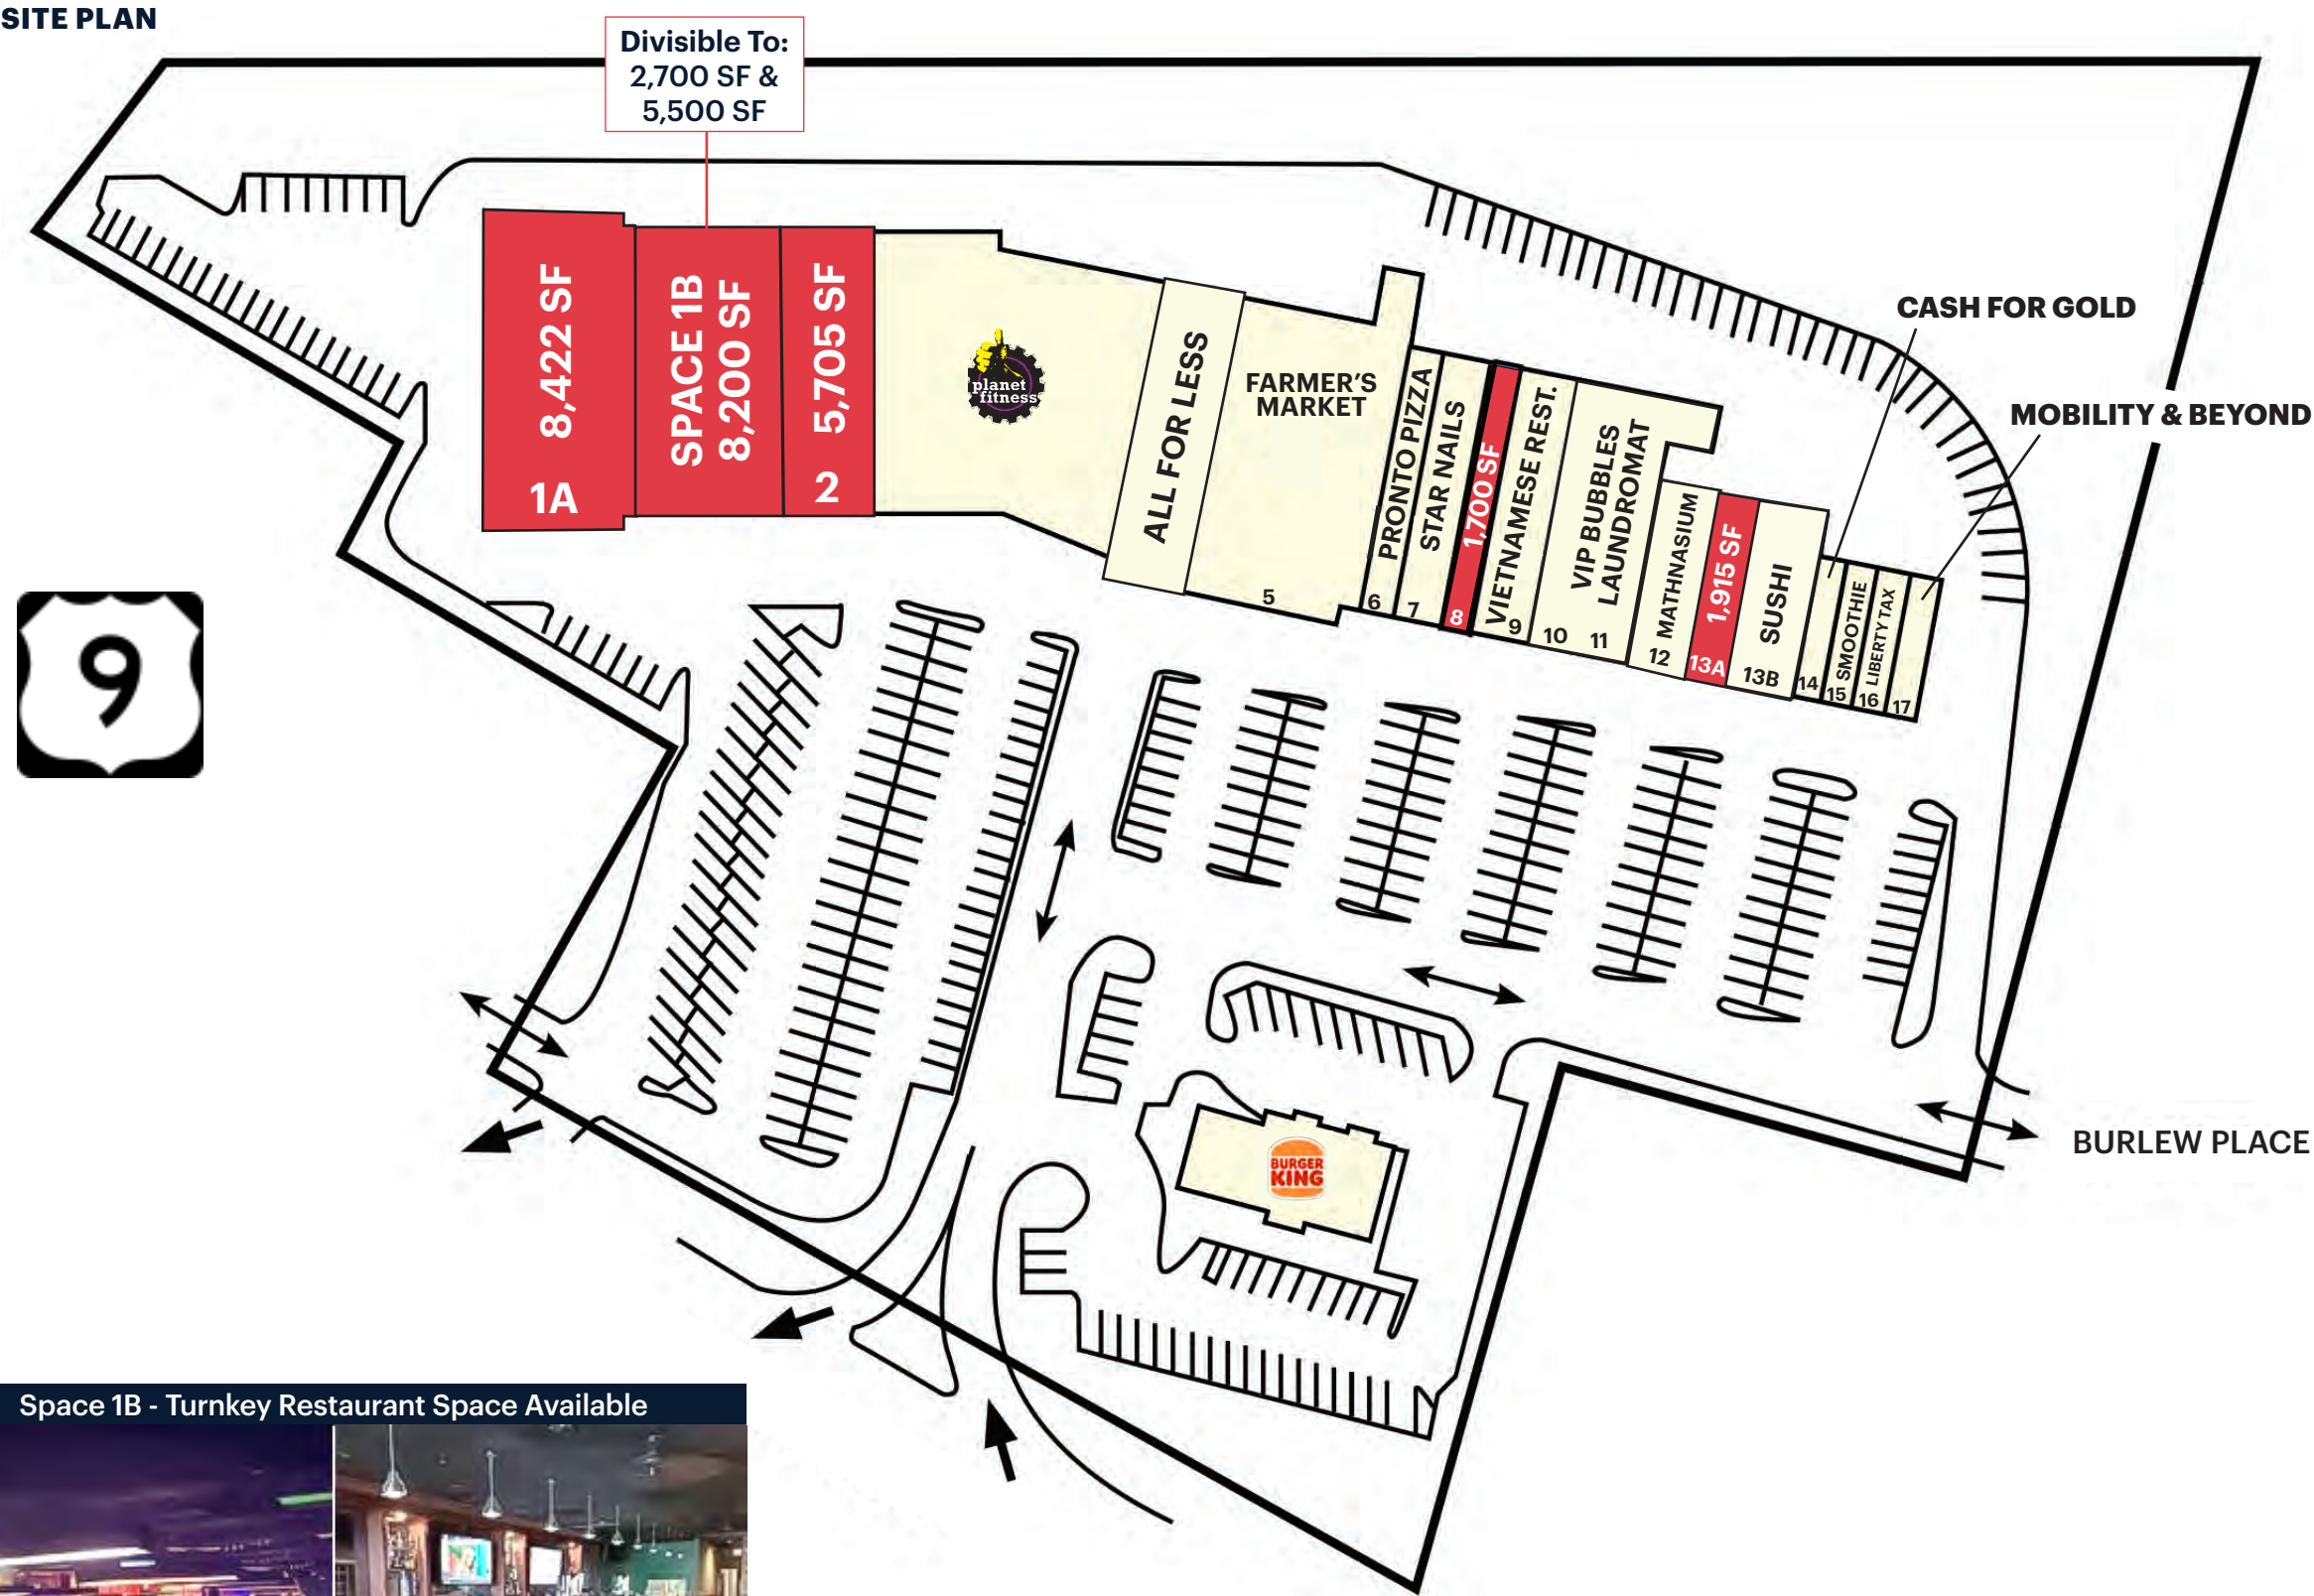 SITE PLAN
Divisible To:
2,700 SF &
5,500 SF
CASH FOR GOLD
MOBILITY & BEYOND
8,422 SF
1A
SPACE 1B
8,200 SF
5,705 SF
2
planet
fitness
ALL FOR LESS
FARMER'S
MARKET
5
PRONTO PIZZA
6
STAR NAILS
7
1,700 SF
8
VIETNAMESE REST.
9
VIP BUBBLES
LAUNDROMAT
10
11
MATHNASIUM
12
1,915 SF
13A
SUSHI
13B
14
SMOOTHIE
15
LIBERTY TAX
16
17
9
BURLEW PLACE
BURGER
KING
Space 1B - Turnkey Restaurant Space Available